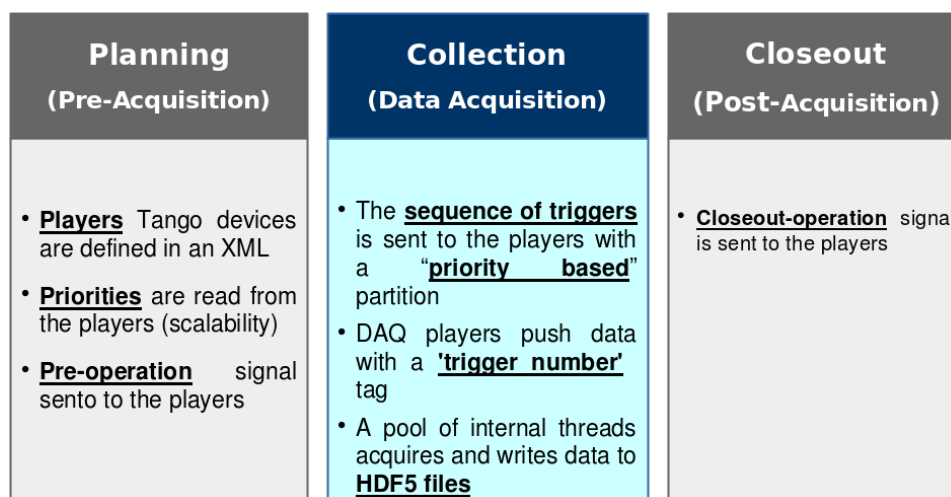 Planning
(Pre-Acquisition)
• Players Tango devices
are defined in an XML
• Priorities are read from
the players (scalability)
• Pre-operation signal
sento to the players
Collection
(Data Acquisition)
• The sequence of triggers
is sent to the players with
a “priority based”
partition
• DAQ players push data
with a 'trigger number'
tag
• A pool of internal threads
acquires and writes data to
HDF5 files
Closeout
(Post-Acquisition)
• Closeout-operation signa
is sent to the players